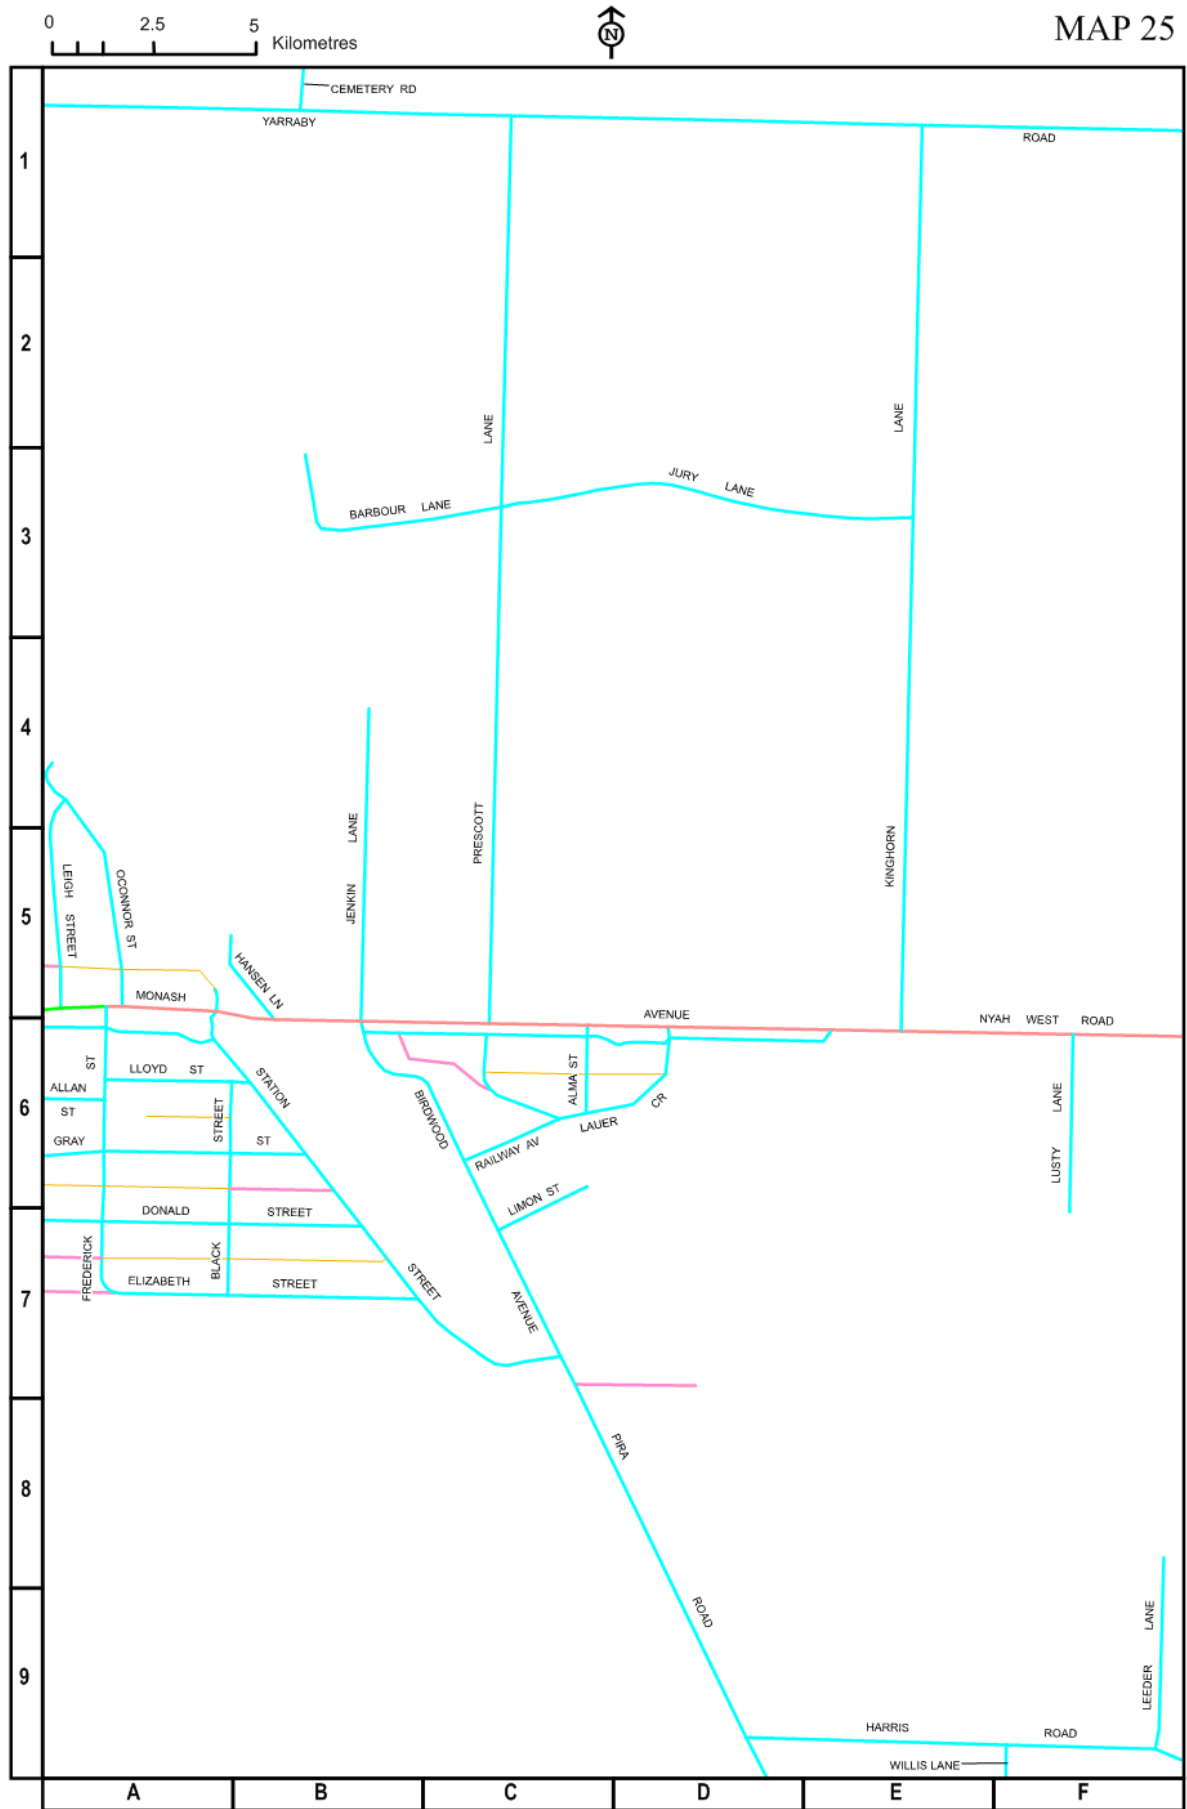 0 2.5 5
Kilometres
N
MAP 25
CEMETERY RD
YARRABY
ROAD
1
2
LANE
LANE
JURY LANE
BARBOUR LANE
3
4
LANE
PRESCOTT
KINGHORN
LEIGH STREET
OCONNOR ST
JENKIN
5
HANSEN LN
MONASH
AVENUE
NYAH WEST ROAD
ST
LLOYD ST
STATION
ALMA ST
ALLAN
ST
STREET
BIRDWOOD
CR
LANE
6
LAUER
GRAY
ST
RAILWAY AV
LUSTY
LIMON ST
DONALD
STREET
FREDERICK
BLACK
ELIZABETH
STREET
STREET
AVENUE
7
PIRA
8
ROAD
LANE
9
LEEDER
HARRIS
ROAD
WILLIS LANE
A B C D E F